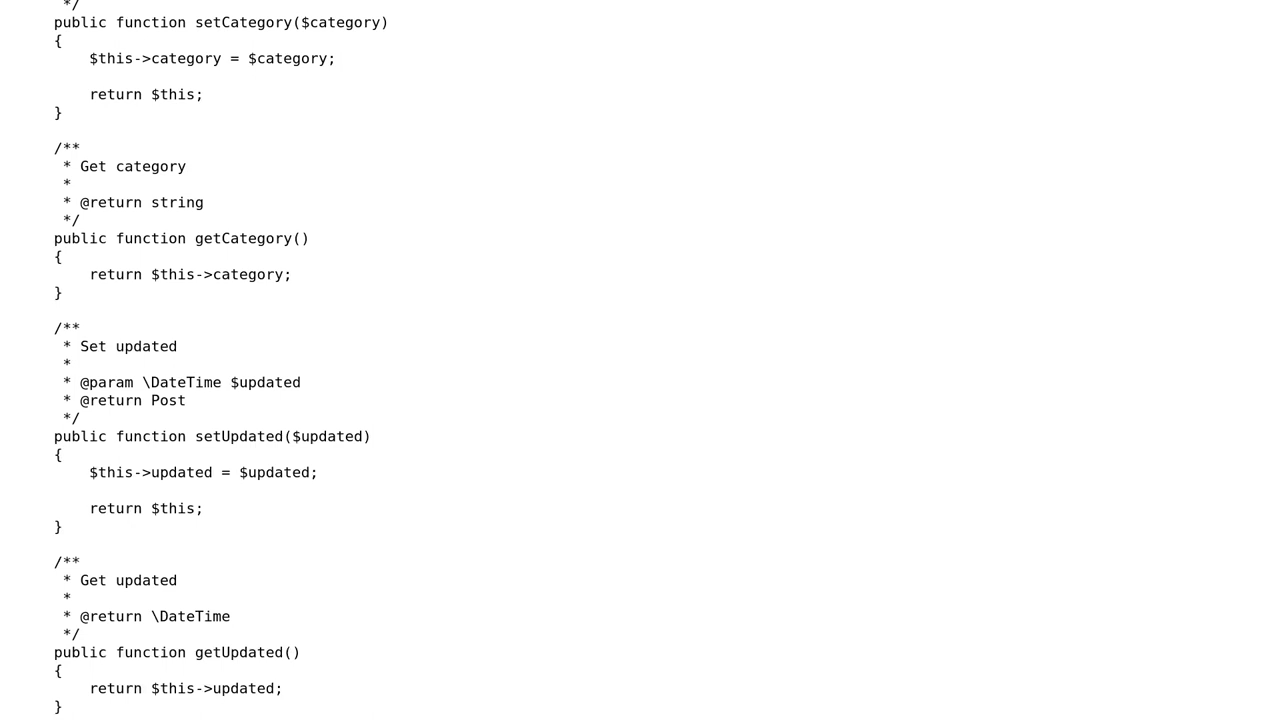 */
    public function setCategory($category)
    {
        $this->category = $category;

        return $this;
    }

    /**
     * Get category
     *
     * @return string
     */
    public function getCategory()
    {
        return $this->category;
    }

    /**
     * Set updated
     *
     * @param \DateTime $updated
     * @return Post
     */
    public function setUpdated($updated)
    {
        $this->updated = $updated;

        return $this;
    }

    /**
     * Get updated
     *
     * @return \DateTime
     */
    public function getUpdated()
    {
        return $this->updated;
    }